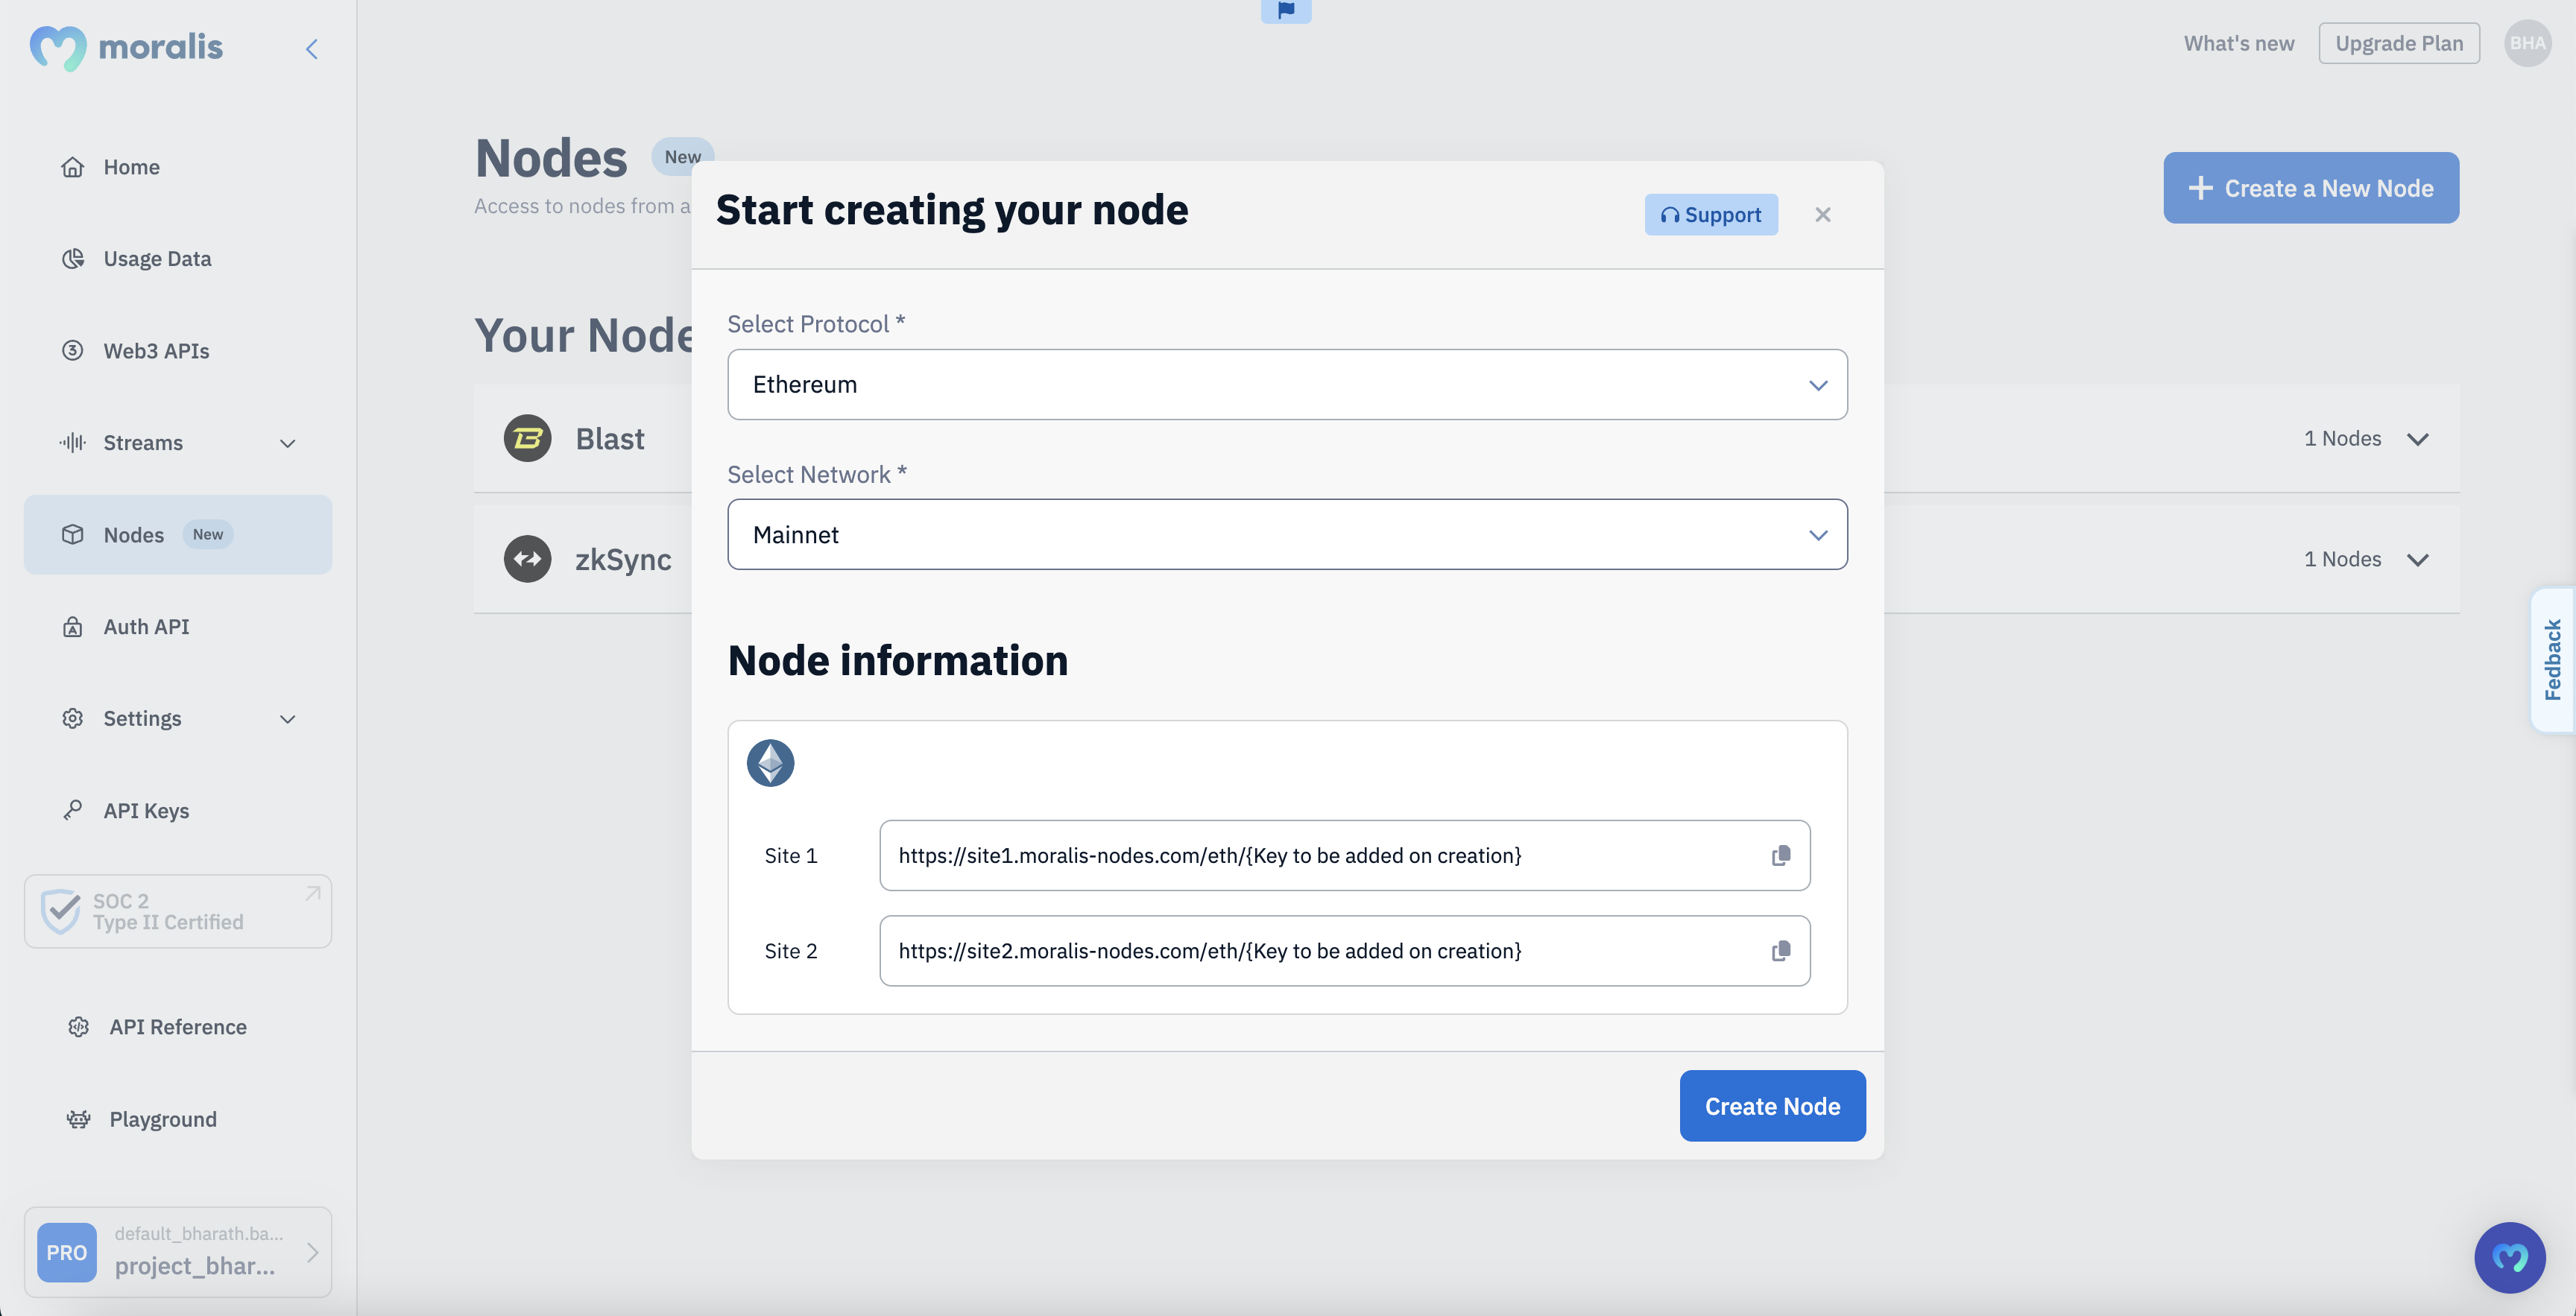 moralis
What's new
Upgrade Plan
BHA
Home
Usage Data
Web3 APIs
Streams
Nodes New
Auth API
Settings
API Keys
SOC 2
Type II Certified
API Reference
Playground
PRO
default_bharath.ba...
project_bhar...
Nodes New
Access to nodes from a
Create a New Node
Your Node
Blast
1 Nodes
zkSync
1 Nodes
Start creating your node
Support
Select Protocol *
Ethereum
Select Network *
Mainnet
Node information
Site 1
https://site1.moralis-nodes.com/eth/{Key to be added on creation}
Site 2
https://site2.moralis-nodes.com/eth/{Key to be added on creation}
Create Node
Fedback